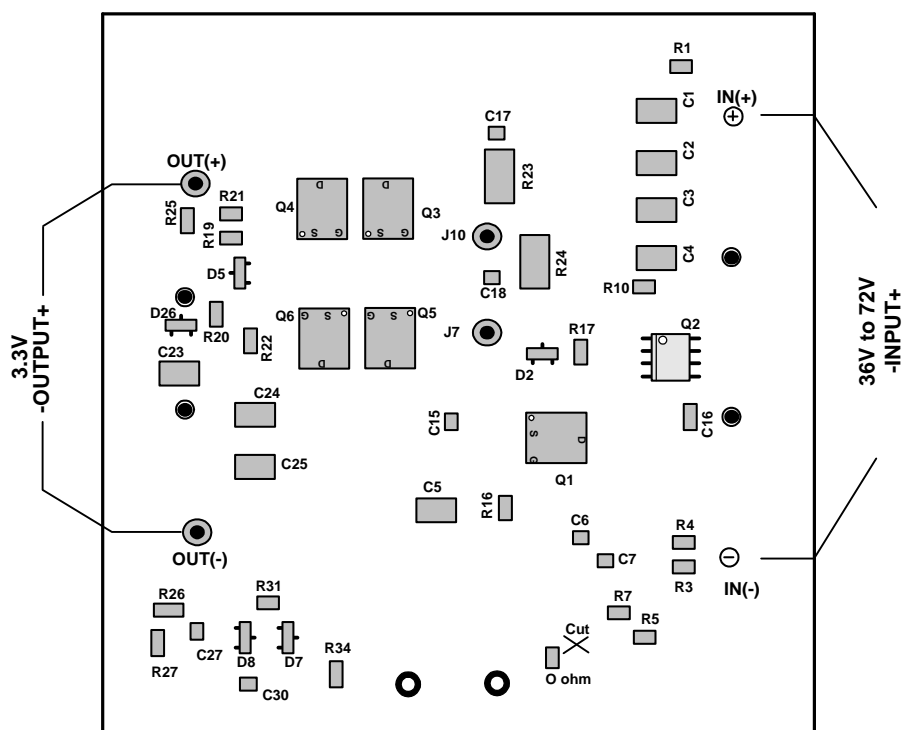 R1
C1
IN(+)
C17
C2
OUT(+)
R23
R21
R25
Q4
D
D
Q3
C3
R19
S
G
S
G
J10
R24
C4
D5
C18
R10
D26
R20
Q6
G
S
G
S
Q5
J7
R17
Q2
R22
D
D
D2
C23
3.3V
-OUTPUT+
36V to 72V
-INPUT+
C24
C15
S
D
G
C16
C25
Q1
C5
R16
C6
R4
OUT(-)
C7
R3
IN(-)
R31
R26
R7
R5
Cut
R27
C27
D8
D7
R34
O ohm
C30